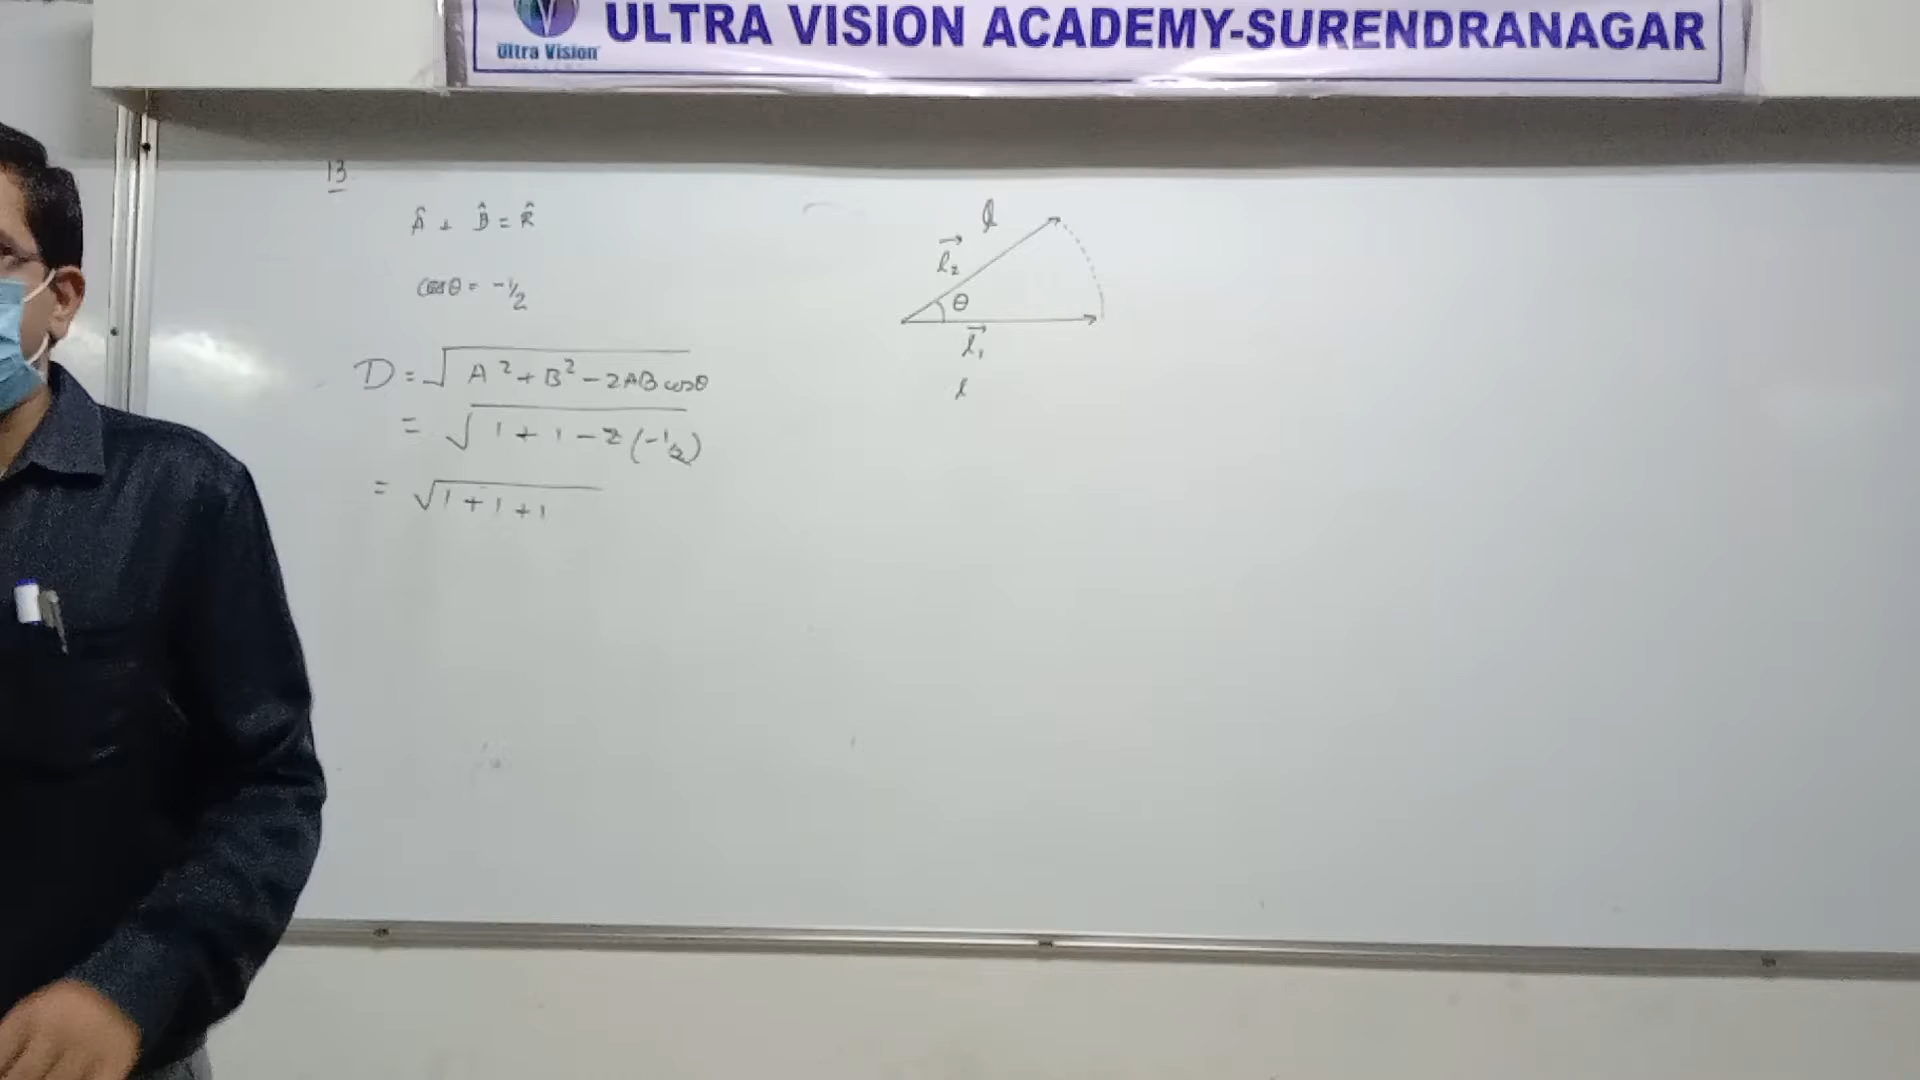 ULTRA VISION ACADEMY-SURENDRANAGAR
Ultra Vision
13
Â + B̂ = R̂
cosθ = -1/2
D = √A² + B² - 2AB cosθ
= √1 + 1 - 2(-1/2)
= √1 + 1 + 1
l
l₂
θ
l₁
l